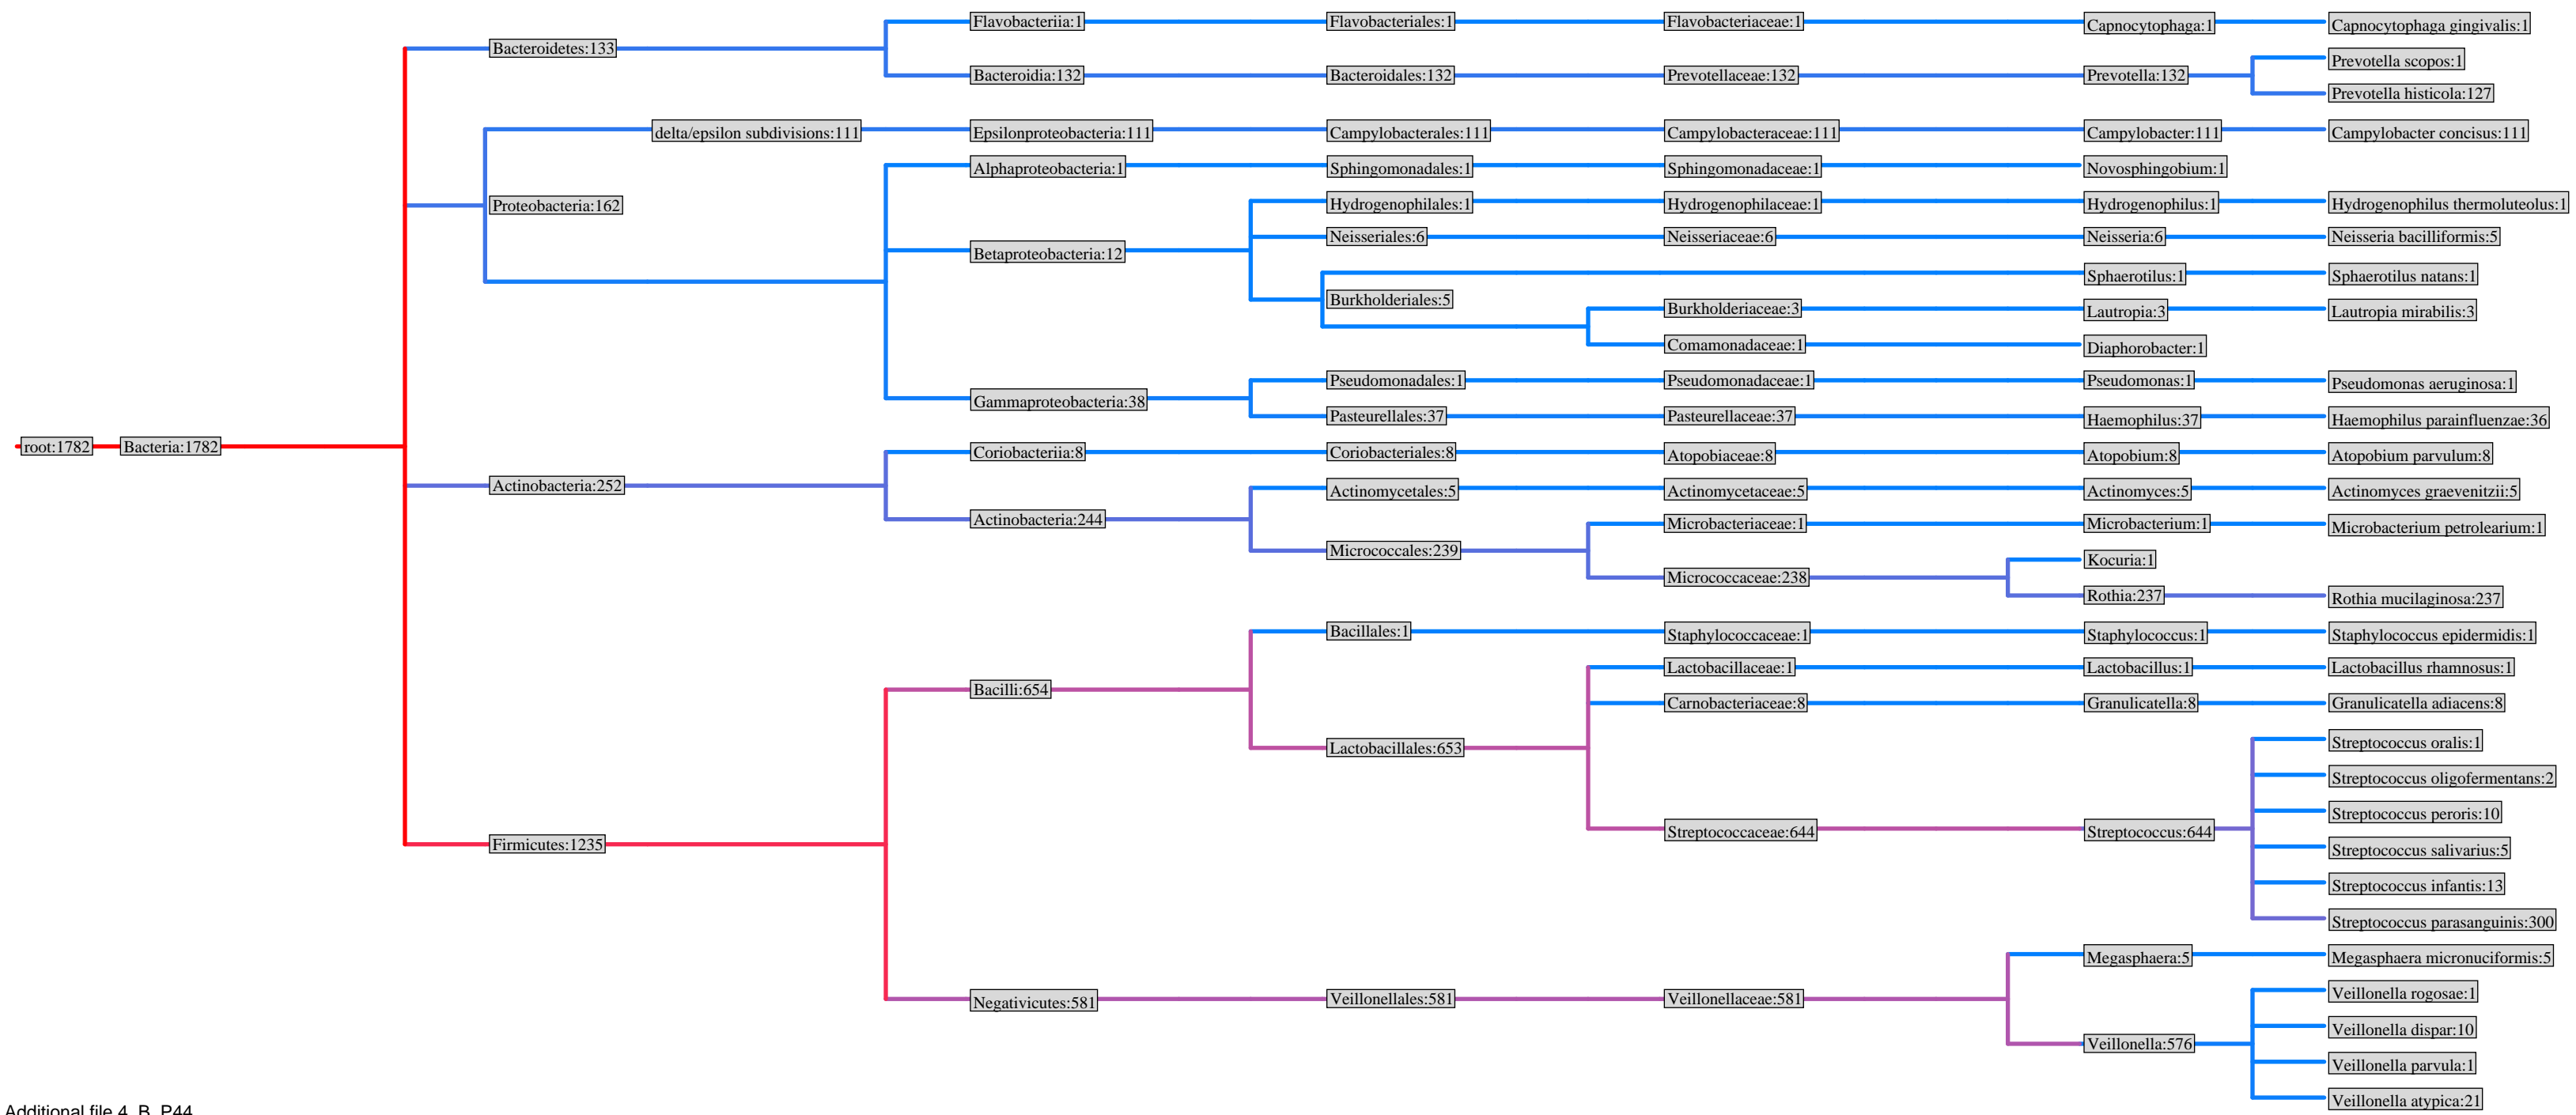 Flavobacteriia:1
Flavobacteriales:1
Flavobacteriaceae:1
Capnocytophaga:1
Capnocytophaga gingivalis:1
Bacteroidetes:133
Prevotella scopos:1
Bacteroidia:132
Bacteroidales:132
Prevotellaceae:132
Prevotella:132
Prevotella histicola:127
delta/epsilon subdivisions:111
Epsilonproteobacteria:111
Campylobacterales:111
Campylobacteraceae:111
Campylobacter:111
Campylobacter concisus:111
Alphaproteobacteria:1
Sphingomonadales:1
Sphingomonadaceae:1
Novosphingobium:1
Proteobacteria:162
Hydrogenophilales:1
Hydrogenophilaceae:1
Hydrogenophilus:1
Hydrogenophilus thermoluteolus:1
Neisseriales:6
Neisseriaceae:6
Neisseria:6
Neisseria bacilliformis:5
Betaproteobacteria:12
Sphaerotilus:1
Sphaerotilus natans:1
Burkholderiales:5
Burkholderiaceae:3
Lautropia:3
Lautropia mirabilis:3
Comamonadaceae:1
Diaphorobacter:1
Pseudomonadales:1
Pseudomonadaceae:1
Pseudomonas:1
Pseudomonas aeruginosa:1
Gammaproteobacteria:38
Pasteurellales:37
Pasteurellaceae:37
Haemophilus:37
Haemophilus parainfluenzae:36
root:1782
Bacteria:1782
Coriobacteriia:8
Coriobacteriales:8
Atopobiaceae:8
Atopobium:8
Atopobium parvulum:8
Actinobacteria:252
Actinomycetales:5
Actinomycetaceae:5
Actinomyces:5
Actinomyces graevenitzii:5
Actinobacteria:244
Microbacteriaceae:1
Microbacterium:1
Microbacterium petrolearium:1
Micrococcales:239
Kocuria:1
Micrococcaceae:238
Rothia:237
Rothia mucilaginosa:237
Bacillales:1
Staphylococcaceae:1
Staphylococcus:1
Staphylococcus epidermidis:1
Lactobacillaceae:1
Lactobacillus:1
Lactobacillus rhamnosus:1
Bacilli:654
Carnobacteriaceae:8
Granulicatella:8
Granulicatella adiacens:8
Lactobacillales:653
Streptococcus oralis:1
Streptococcus oligofermentans:2
Streptococcus peroris:10
Streptococcaceae:644
Streptococcus:644
Firmicutes:1235
Streptococcus salivarius:5
Streptococcus infantis:13
Streptococcus parasanguinis:300
Megasphaera:5
Megasphaera micronuciformis:5
Negativicutes:581
Veillonellales:581
Veillonellaceae:581
Veillonella rogosae:1
Veillonella dispar:10
Veillonella:576
Veillonella parvula:1
Veillonella atypica:21
Additional file 4. B. P44